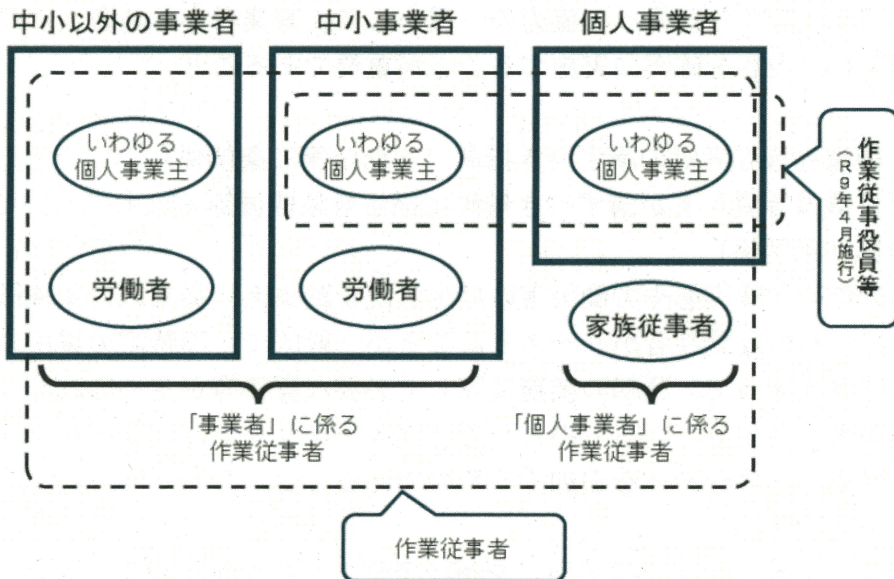 中小以外の事業者
中小事業者
個人事業者
いわゆる
個人事業主
いわゆる
個人事業主
いわゆる
個人事業主
作業従事役員等
（R9年4月施行）
労働者
労働者
家族従事者
「事業者」に係る
作業従事者
「個人事業者」に係る
作業従事者
作業従事者